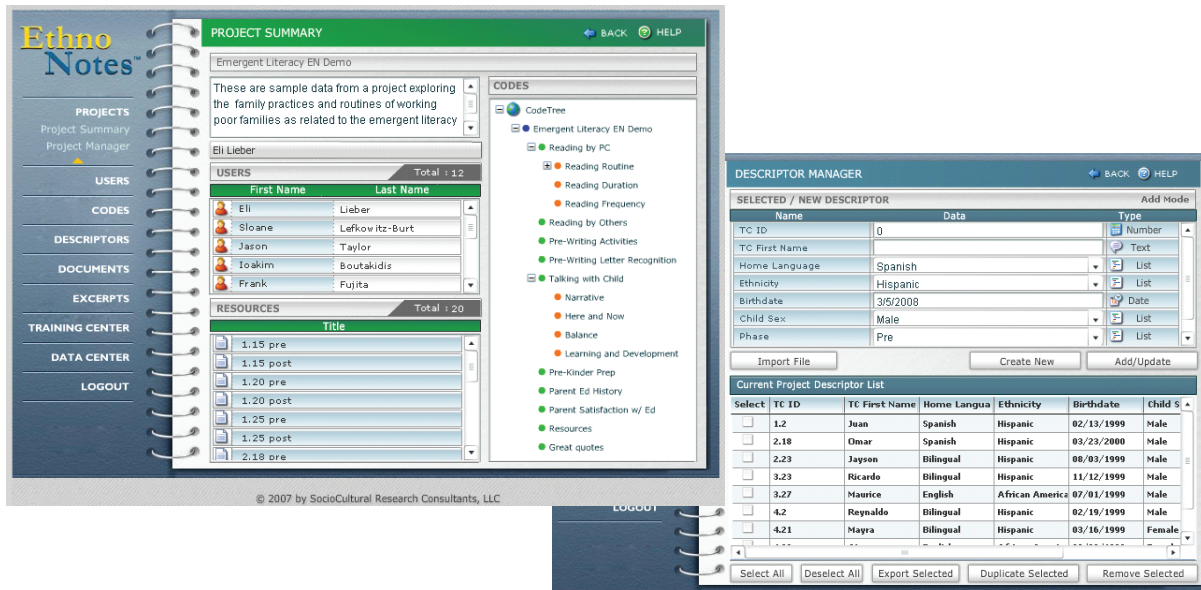 Ethno
Notes™
PROJECTS
Project Summary
Project Manager
USERS
CODES
DESCRIPTORS
DOCUMENTS
EXCERPTS
TRAINING CENTER
DATA CENTER
LOGOUT
PROJECT SUMMARY
BACK
HELP
Emergent Literacy EN Demo
These are sample data from a project exploring
the family practices and routines of working
poor families as related to the emergent literacy
Eli Lieber
USERS Total : 12
First Name Last Name
Eli Lieber
Sloane Lefkowitz-Burt
Jason Taylor
Ioakim Boutakidis
Frank Fujita
RESOURCES Total : 20
Title
1.15 pre
1.15 post
1.20 pre
1.20 post
1.25 pre
1.25 post
2.18 pre
CODES
CodeTree
Emergent Literacy EN Demo
Reading by PC
Reading Routine
Reading Duration
Reading Frequency
Reading by Others
Pre-Writing Activities
Pre-Writing Letter Recognition
Talking with Child
Narrative
Here and Now
Balance
Learning and Development
Pre-Kinder Prep
Parent Ed History
Parent Satisfaction w/ Ed
Resources
Great quotes
© 2007 by SocioCultural Research Consultants, LLC
LOGOUT
DESCRIPTOR MANAGER
BACK
HELP
SELECTED / NEW DESCRIPTOR Add Mode
Name Data Type
TC ID 0 Number
TC First Name Text
Home Language Spanish List
Ethnicity Hispanic List
Birthdate 3/5/2008 Date
Child Sex Male List
Phase Pre List
Import File Create New Add/Update
Current Project Descriptor List
Select TC ID TC First Name Home Langua Ethnicity Birthdate Child S
1.2 Juan Spanish Hispanic 02/13/1999 Male
2.18 Omar Spanish Hispanic 03/23/2000 Male
2.23 Jayson Bilingual Hispanic 08/03/1999 Male
3.23 Ricardo Bilingual Hispanic 11/12/1999 Male
3.27 Maurice English African America 07/01/1999 Male
4.2 Reynaldo Bilingual Hispanic 02/19/1999 Male
4.21 Mayra Bilingual Hispanic 03/16/1999 Female
Select All Deselect All Export Selected Duplicate Selected Remove Selected